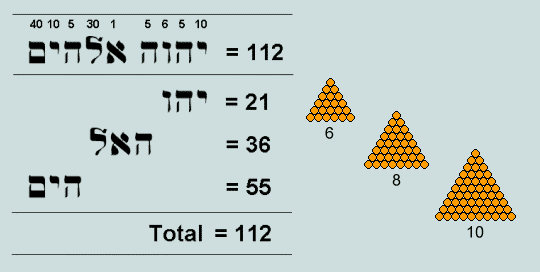 40 10 5 30 1 5 6 5 10
יהוה אלהים = 112
יהו = 21
האל = 36
הים = 55
Total = 112
6
8
10